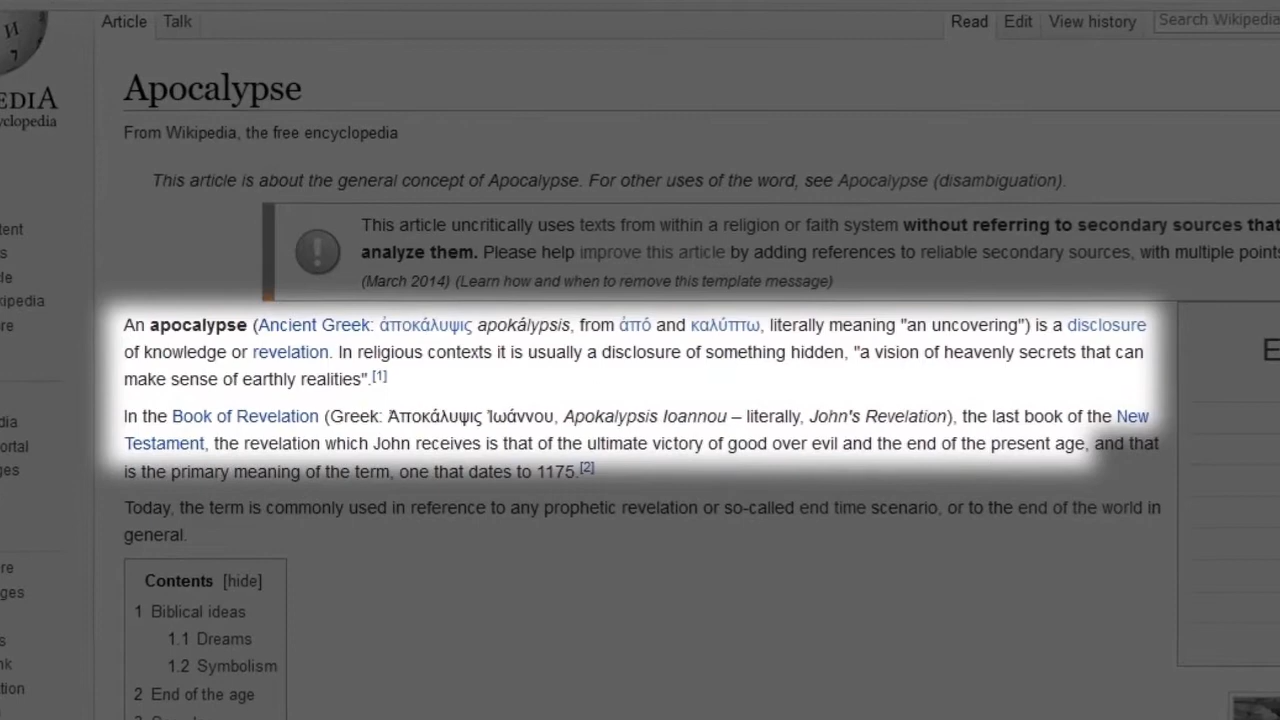 Article Talk Read Edit View history Search Wikipedia
И
EDIA
Apocalypse
yclopedia
From Wikipedia, the free encyclopedia
This article is about the general concept of Apocalypse. For other uses of the word, see Apocalypse (disambiguation).
This article uncritically uses texts from within a religion or faith system without referring to secondary sources that
analyze them. Please help improve this article by adding references to reliable secondary sources, with multiple points
(March 2014) (Learn how and when to remove this template message)
An apocalypse (Ancient Greek: ἀποκάλυψις apokálypsis, from ἀπό and καλύπτω, literally meaning "an uncovering") is a disclosure
of knowledge or revelation. In religious contexts it is usually a disclosure of something hidden, "a vision of heavenly secrets that can
make sense of earthly realities".[1]
In the Book of Revelation (Greek: Ἀποκάλυψις Ἰωάννου, Apokalypsis Ioannou – literally, John's Revelation), the last book of the New
Testament, the revelation which John receives is that of the ultimate victory of good over evil and the end of the present age, and that
is the primary meaning of the term, one that dates to 1175.[2]
Today, the term is commonly used in reference to any prophetic revelation or so-called end time scenario, or to the end of the world in
general.
Contents [hide]
1 Biblical ideas
1.1 Dreams
1.2 Symbolism
2 End of the age